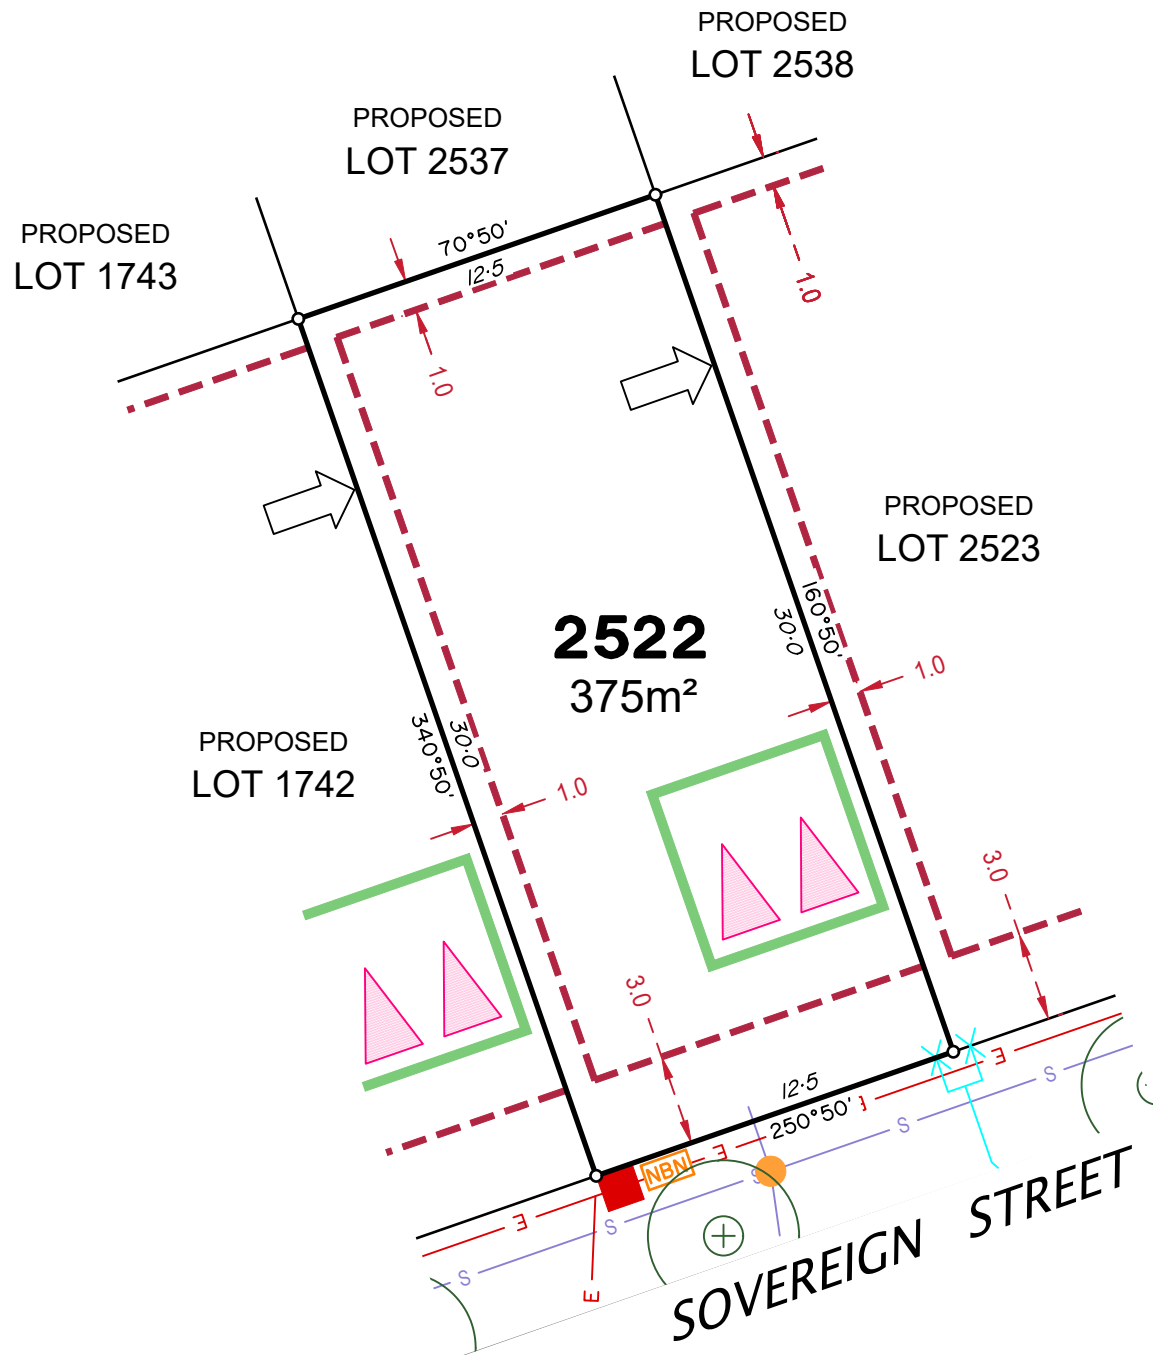 PROPOSED
LOT 2538
PROPOSED
LOT 2537
PROPOSED
LOT 1743
70°50'
12·5
1.0
1.0
PROPOSED
LOT 2523
160°50'
30·0
2522
375m²
1.0
340°50'
30·0
PROPOSED
LOT 1742
1.0
3.0
3.0
12·5
250°50'
E
E
S
S
E
NBN
S
E
S
S
E
SOVEREIGN STREET